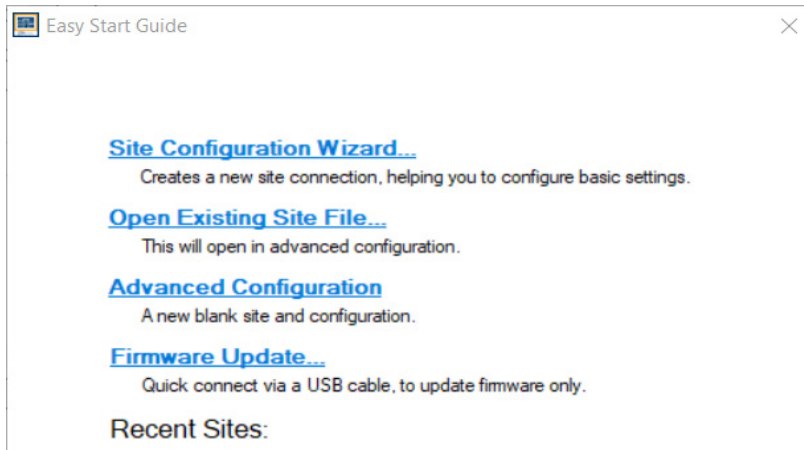 Easy Start Guide
Site Configuration Wizard...
Creates a new site connection, helping you to configure basic settings.
Open Existing Site File...
This will open in advanced configuration.
Advanced Configuration
A new blank site and configuration.
Firmware Update...
Quick connect via a USB cable, to update firmware only.
Recent Sites: